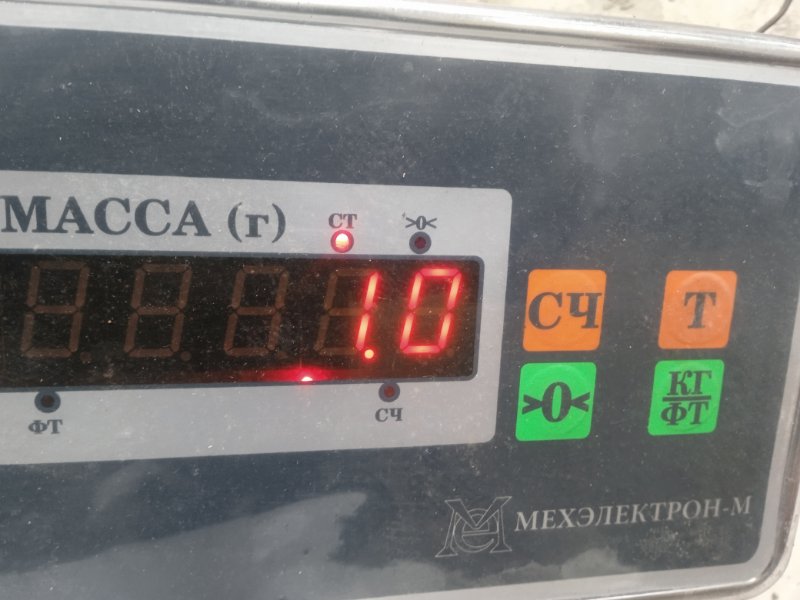 МАССА (г)
СТ
>0<
1.0
ФТ
СЧ
СЧ
Т
>0<
КГ
ФТ
МЕХЭЛЕКТРОН-М